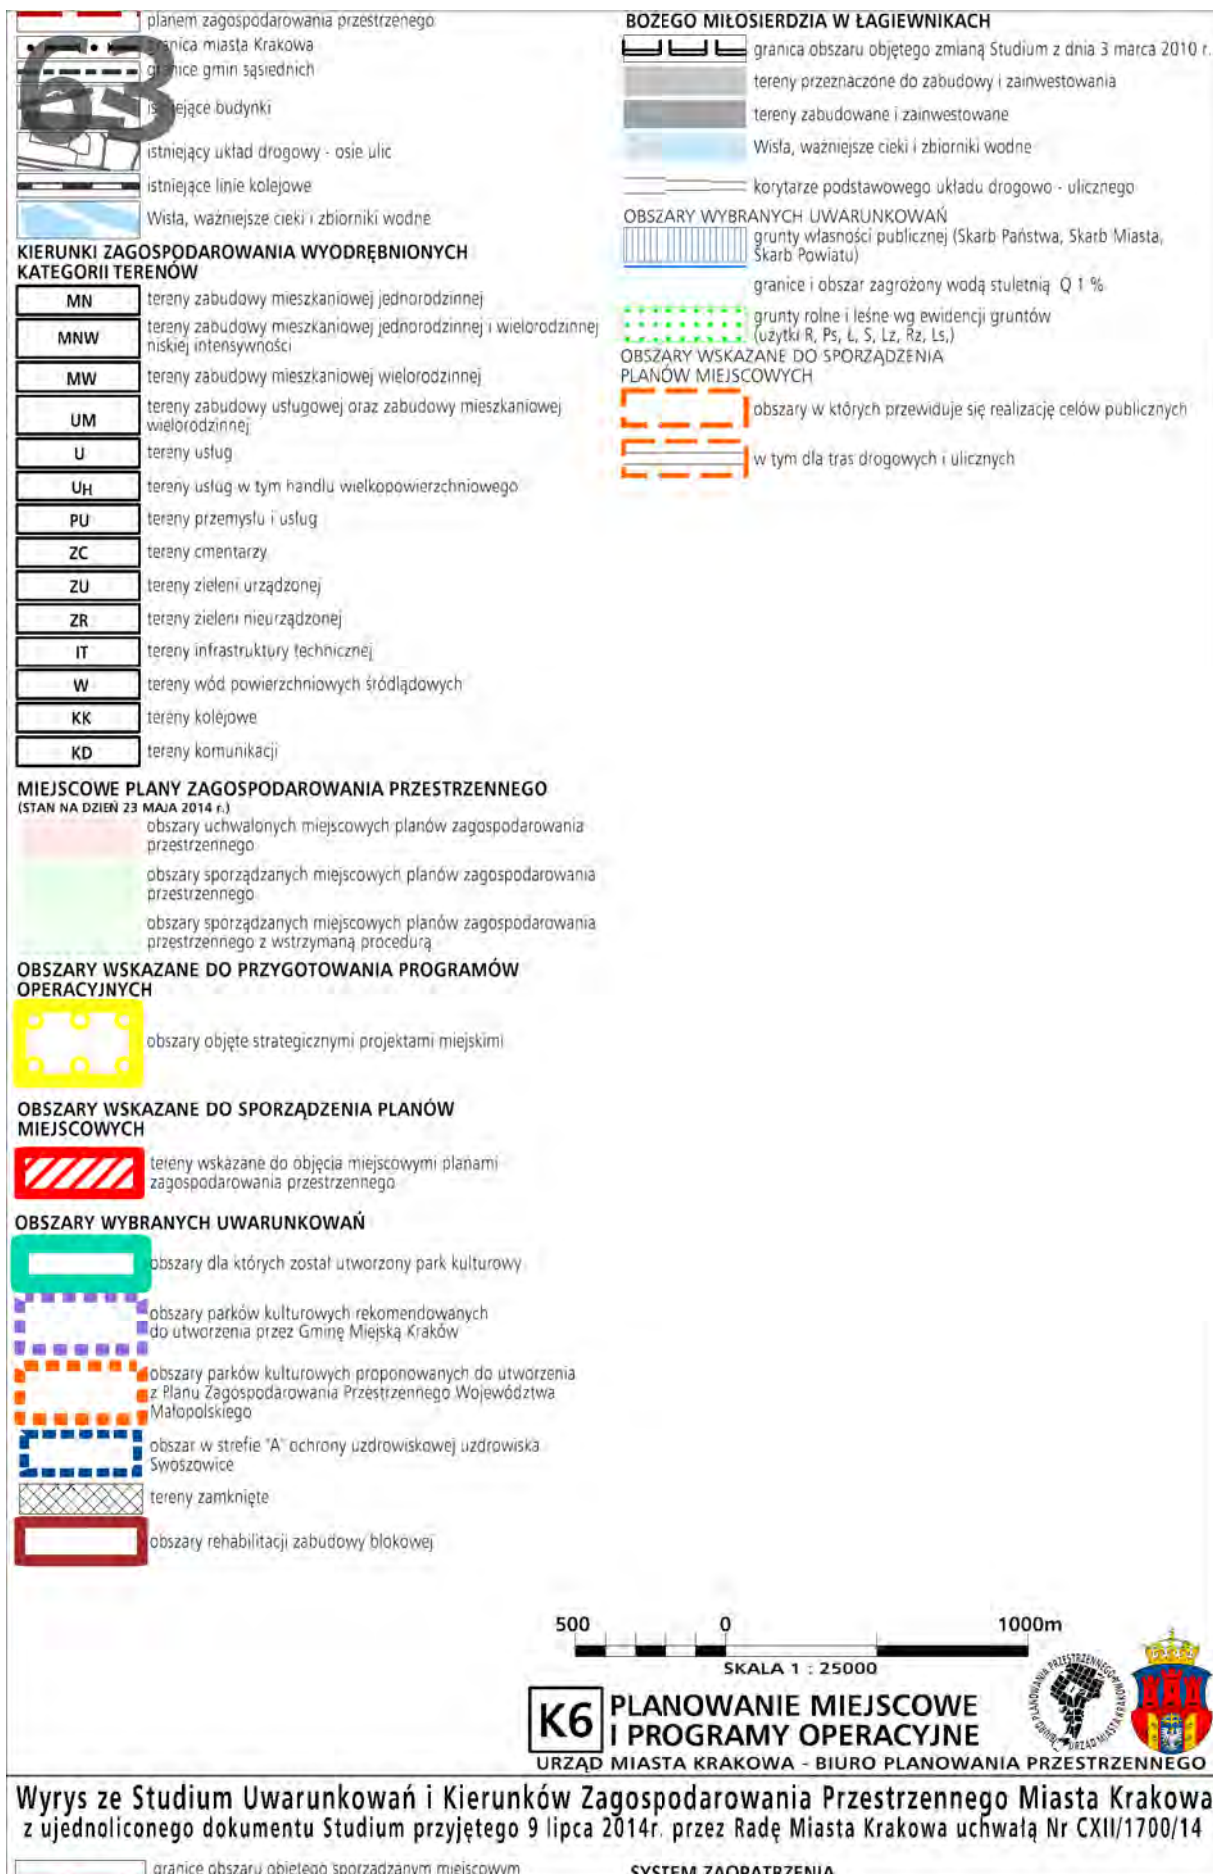 planem zagospodarowania przestrzenego
granica miasta Krakowa
granice gmin sąsiednich
istniejące budynki
istniejący układ drogowy - osie ulic
istniejące linie kolejowe
Wisła, ważniejsze cieki i zbiorniki wodne
63
KIERUNKI ZAGOSPODAROWANIA WYODRĘBNIONYCH
KATEGORII TERENÓW
MN tereny zabudowy mieszkaniowej jednorodzinnej
MNW tereny zabudowy mieszkaniowej jednorodzinnej i wielorodzinnej
niskiej intensywności
MW tereny zabudowy mieszkaniowej wielorodzinnej
UM tereny zabudowy usługowej oraz zabudowy mieszkaniowej
wielorodzinnej
U tereny usług
UH tereny usług w tym handlu wielkopowierzchniowego
PU tereny przemysłu i usług
ZC tereny cmentarzy
ZU tereny zieleni urządzonej
ZR tereny zieleni nieurządzonej
IT tereny infrastruktury technicznej
W tereny wód powierzchniowych śródlądowych
KK tereny kolejowe
KD tereny komunikacji
MIEJSCOWE PLANY ZAGOSPODAROWANIA PRZESTRZENNEGO
(STAN NA DZIEŃ 23 MAJA 2014 r.)
obszary uchwalonych miejscowych planów zagospodarowania
przestrzennego
obszary sporządzanych miejscowych planów zagospodarowania
przestrzennego
obszary sporządzanych miejscowych planów zagospodarowania
przestrzennego z wstrzymaną procedurą
OBSZARY WSKAZANE DO PRZYGOTOWANIA PROGRAMÓW
OPERACYJNYCH
obszary objęte strategicznymi projektami miejskimi
OBSZARY WSKAZANE DO SPORZĄDZENIA PLANÓW
MIEJSCOWYCH
tereny wskazane do objęcia miejscowymi planami
zagospodarowania przestrzennego
OBSZARY WYBRANYCH UWARUNKOWAŃ
obszary dla których został utworzony park kulturowy
obszary parków kulturowych rekomendowanych
do utworzenia przez Gminę Miejską Kraków
obszary parków kulturowych proponowanych do utworzenia
z Planu Zagospodarowania Przestrzennego Województwa
Małopolskiego
obszar w strefie "A" ochrony uzdrowiskowej uzdrowiska
Swoszowice
tereny zamknięte
obszary rehabilitacji zabudowy blokowej
BOŻEGO MIŁOSIERDZIA W ŁAGIEWNIKACH
granica obszaru objętego zmianą Studium z dnia 3 marca 2010 r.
tereny przeznaczone do zabudowy i zainwestowania
tereny zabudowane i zainwestowane
Wisła, ważniejsze cieki i zbiorniki wodne
korytarze podstawowego układu drogowo - ulicznego
OBSZARY WYBRANYCH UWARUNKOWAŃ
grunty własności publicznej (Skarb Państwa, Skarb Miasta,
Skarb Powiatu)
granice i obszar zagrożony wodą stuletnią Q 1 %
grunty rolne i leśne wg ewidencji gruntów
(użytki R, Ps, Ł, S, Lz, Rz, Ls,)
OBSZARY WSKAZANE DO SPORZĄDZENIA
PLANÓW MIEJSCOWYCH
obszary w których przewiduje się realizację celów publicznych
w tym dla tras drogowych i ulicznych
500 0 1000m
SKALA 1 : 25000
K6 PLANOWANIE MIEJSCOWE
I PROGRAMY OPERACYJNE
BIURO PLANOWANIA PRZESTRZENNEGO URZĄD MIASTA KRAKOWA
URZĄD MIASTA KRAKOWA - BIURO PLANOWANIA PRZESTRZENNEGO
Wyrys ze Studium Uwarunkowań i Kierunków Zagospodarowania Przestrzennego Miasta Krakowa
z ujednoliconego dokumentu Studium przyjętego 9 lipca 2014r. przez Radę Miasta Krakowa uchwałą Nr CXII/1700/14
granice obszaru objętego sporządzanym miejscowym
SYSTEM ZAOPATRZENIA